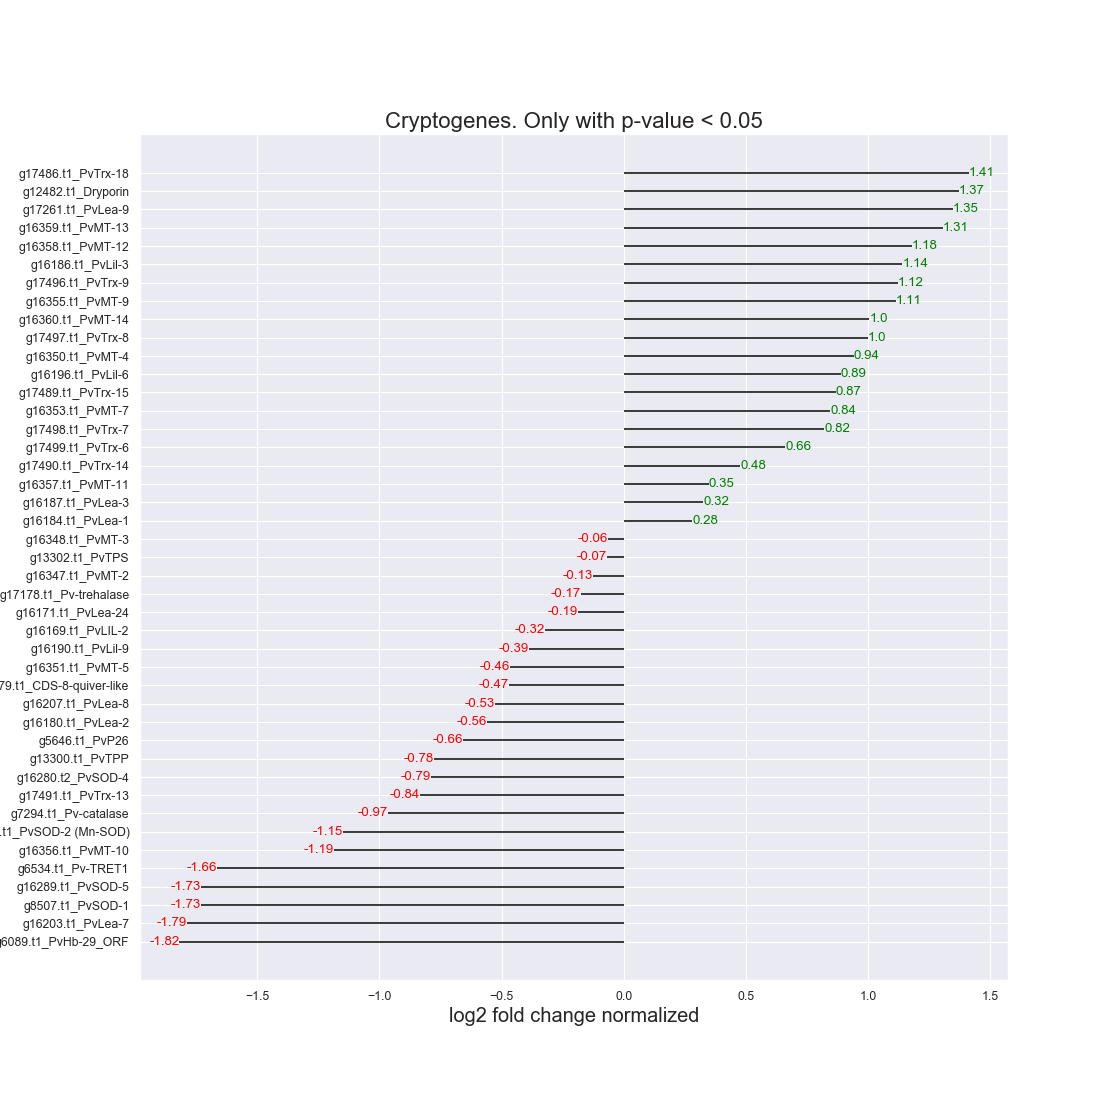 Cryptogenes. Only with p-value < 0.05
g17486.t1_PvTrx-18 1.41
g12482.t1_Dryporin 1.37
g17261.t1_PvLea-9 1.35
g16359.t1_PvMT-13 1.31
g16358.t1_PvMT-12 1.18
g16186.t1_PvLil-3 1.14
g17496.t1_PvTrx-9 1.12
g16355.t1_PvMT-9 1.11
g16360.t1_PvMT-14 1.0
g17497.t1_PvTrx-8 1.0
g16350.t1_PvMT-4 0.94
g16196.t1_PvLil-6 0.89
g17489.t1_PvTrx-15 0.87
g16353.t1_PvMT-7 0.84
g17498.t1_PvTrx-7 0.82
g17499.t1_PvTrx-6 0.66
g17490.t1_PvTrx-14 0.48
g16357.t1_PvMT-11 0.35
g16187.t1_PvLea-3 0.32
g16184.t1_PvLea-1 0.28
g16348.t1_PvMT-3 -0.06
g13302.t1_PvTPS -0.07
g16347.t1_PvMT-2 -0.13
g17178.t1_Pv-trehalase -0.17
g16171.t1_PvLea-24 -0.19
g16169.t1_PvLIL-2 -0.32
g16190.t1_PvLil-9 -0.39
g16351.t1_PvMT-5 -0.46
79.t1_CDS-8-quiver-like -0.47
g16207.t1_PvLea-8 -0.53
g16180.t1_PvLea-2 -0.56
g5646.t1_PvP26 -0.66
g13300.t1_PvTPP -0.78
g16280.t2_PvSOD-4 -0.79
g17491.t1_PvTrx-13 -0.84
g7294.t1_Pv-catalase -0.97
.t1_PvSOD-2 (Mn-SOD) -1.15
g16356.t1_PvMT-10 -1.19
g6534.t1_Pv-TRET1 -1.66
g16289.t1_PvSOD-5 -1.73
g8507.t1_PvSOD-1 -1.73
g16203.t1_PvLea-7 -1.79
g6089.t1_PvHb-29_ORF -1.82
−1.5 −1.0 −0.5 0.0 0.5 1.0 1.5
log2 fold change normalized